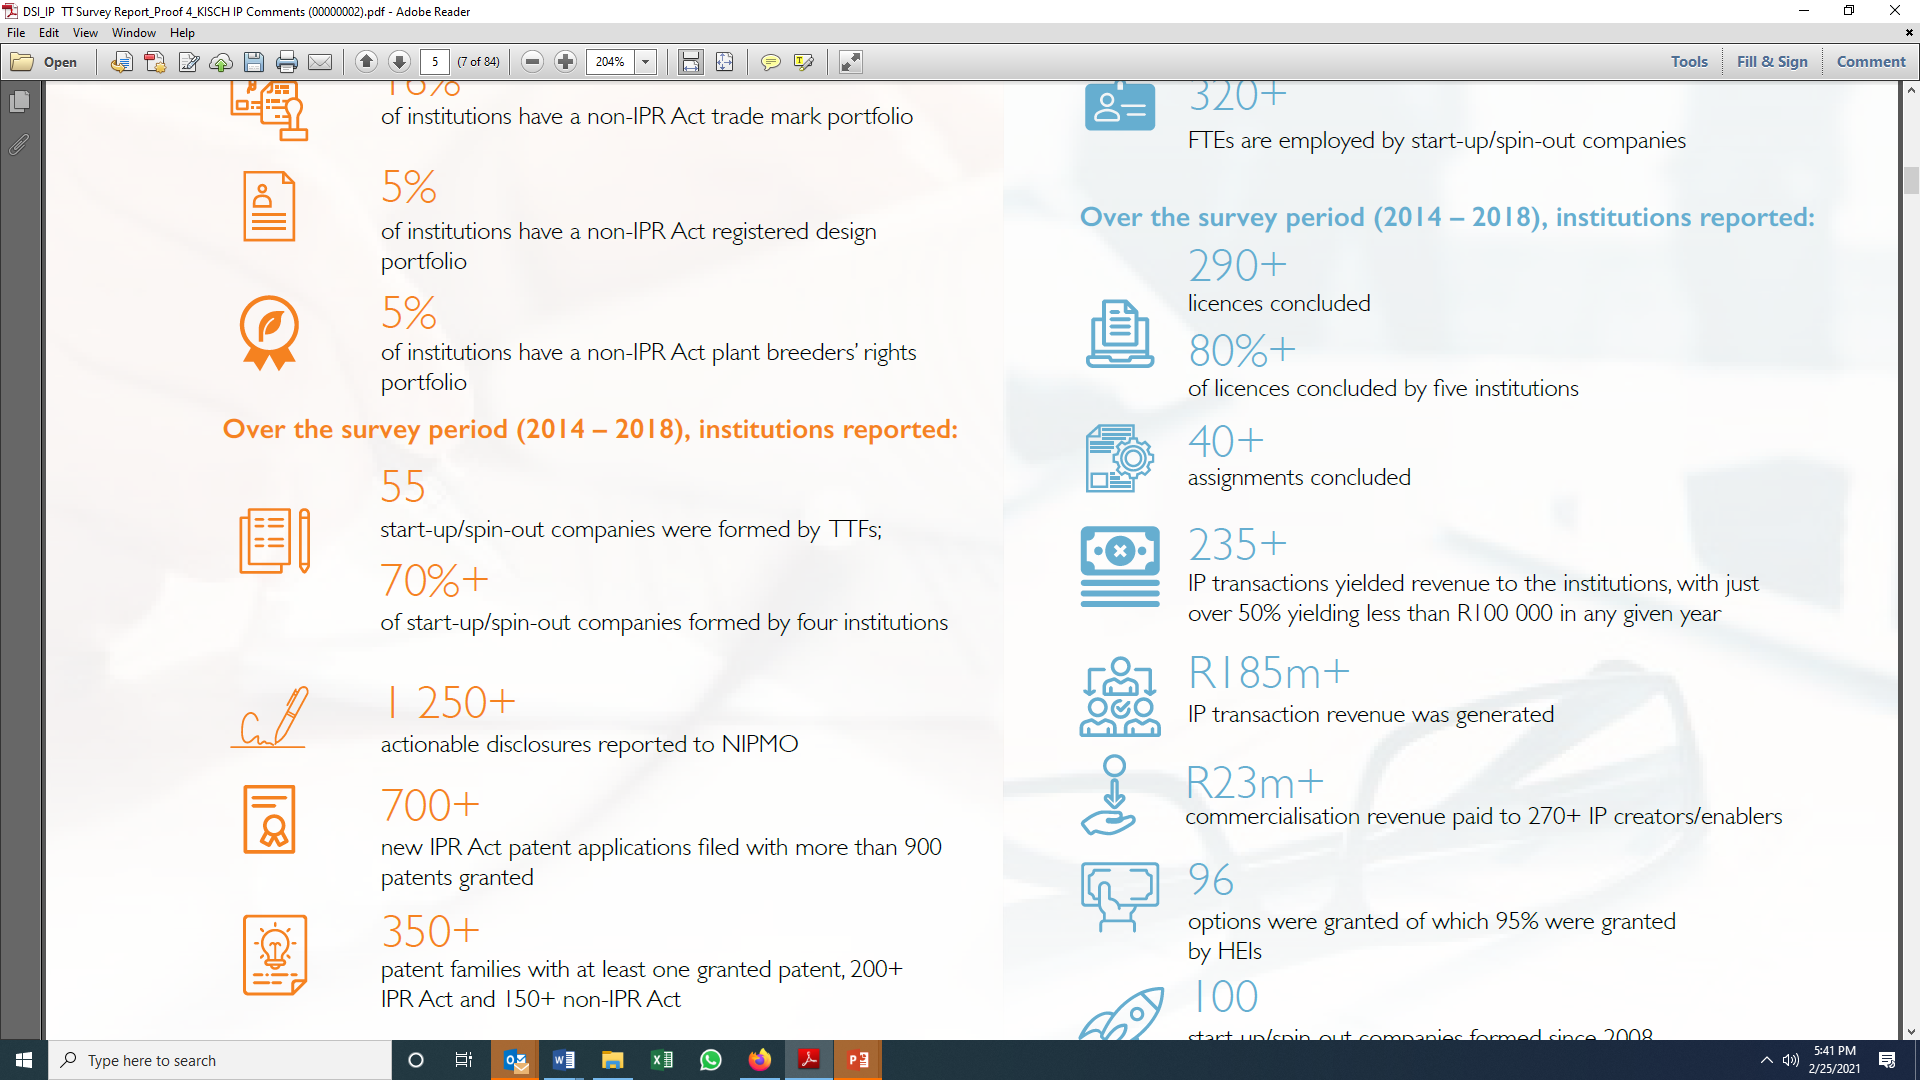 DSI_IP TT Survey Report_Proof 4_KISCH IP Comments (00000002).pdf - Adobe Reader
File Edit View Window Help
Open
5 (7 of 84)
204%
Tools Fill & Sign Comment
16%
of institutions have a non-IPR Act trade mark portfolio
5%
of institutions have a non-IPR Act registered design
portfolio
5%
of institutions have a non-IPR Act plant breeders’ rights
portfolio
Over the survey period (2014 – 2018), institutions reported:
55
start-up/spin-out companies were formed by TTFs;
70%+
of start-up/spin-out companies formed by four institutions
1 250+
actionable disclosures reported to NIPMO
700+
new IPR Act patent applications filed with more than 900
patents granted
350+
patent families with at least one granted patent, 200+
IPR Act and 150+ non-IPR Act
320+
FTEs are employed by start-up/spin-out companies
Over the survey period (2014 – 2018), institutions reported:
290+
licences concluded
80%+
of licences concluded by five institutions
40+
assignments concluded
235+
IP transactions yielded revenue to the institutions, with just
over 50% yielding less than R100 000 in any given year
R185m+
IP transaction revenue was generated
R23m+
commercialisation revenue paid to 270+ IP creators/enablers
96
options were granted of which 95% were granted
by HEIs
100
start-up/spin-out companies formed since 2008
Type here to search
5:41 PM
2/25/2021